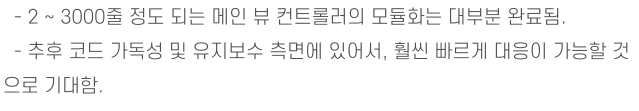 - 2 ~ 3000줄 정도 되는 메인 뷰 컨트롤러의 모듈화는 대부분 완료됨.
- 추후 코드 가독성 및 유지보수 측면에 있어서, 훨씬 빠르게 대응이 가능할 것
으로 기대함.